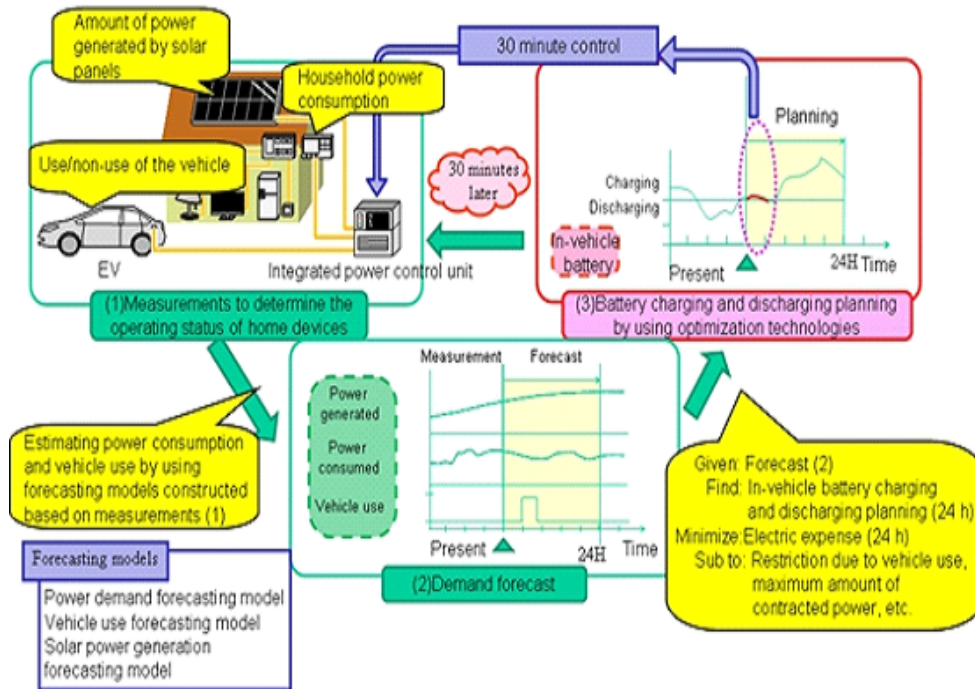 Amount of power
generated by solar
panels
Household power
consumption
Use/non-use of the vehicle
EV
Integrated power control unit
(1)Measurements to determine the
operating status of home devices
30 minute control
30 minutes
later
Planning
Charging
Discharging
In-vehicle
battery
Present
24H
Time
(3)Battery charging and discharging planning
by using optimization technologies
Measurement
Forecast
Power
generated
Power
consumed
Vehicle use
Present
24H
Time
(2)Demand forecast
Estimating power consumption
and vehicle use by using
forecasting models constructed
based on measurements (1)
Forecasting models
Power demand forecasting model
Vehicle use forecasting model
Solar power generation
forecasting model
Given: Forecast (2)
Find: In-vehicle battery charging
and discharging planning (24 h)
Minimize:Electric expense (24 h)
Sub to: Restriction due to vehicle use,
maximum amount of
contracted power, etc.